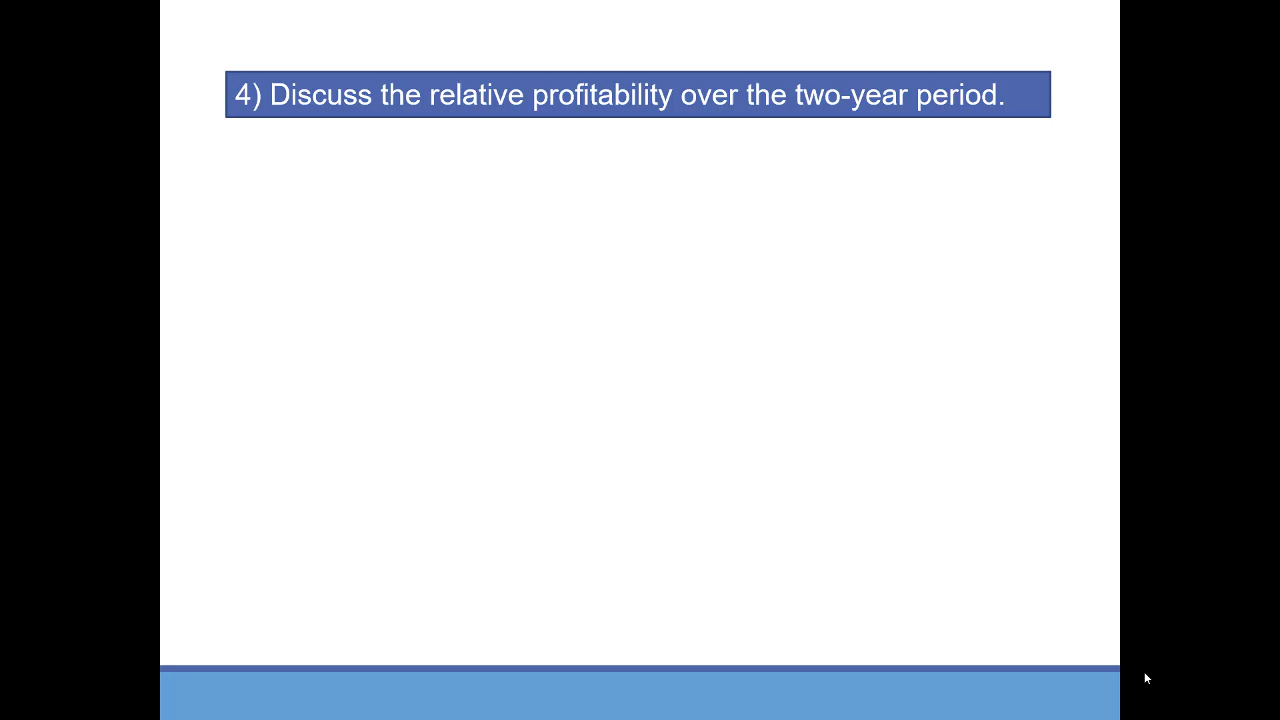 4) Discuss the relative profitability over the two-year period.